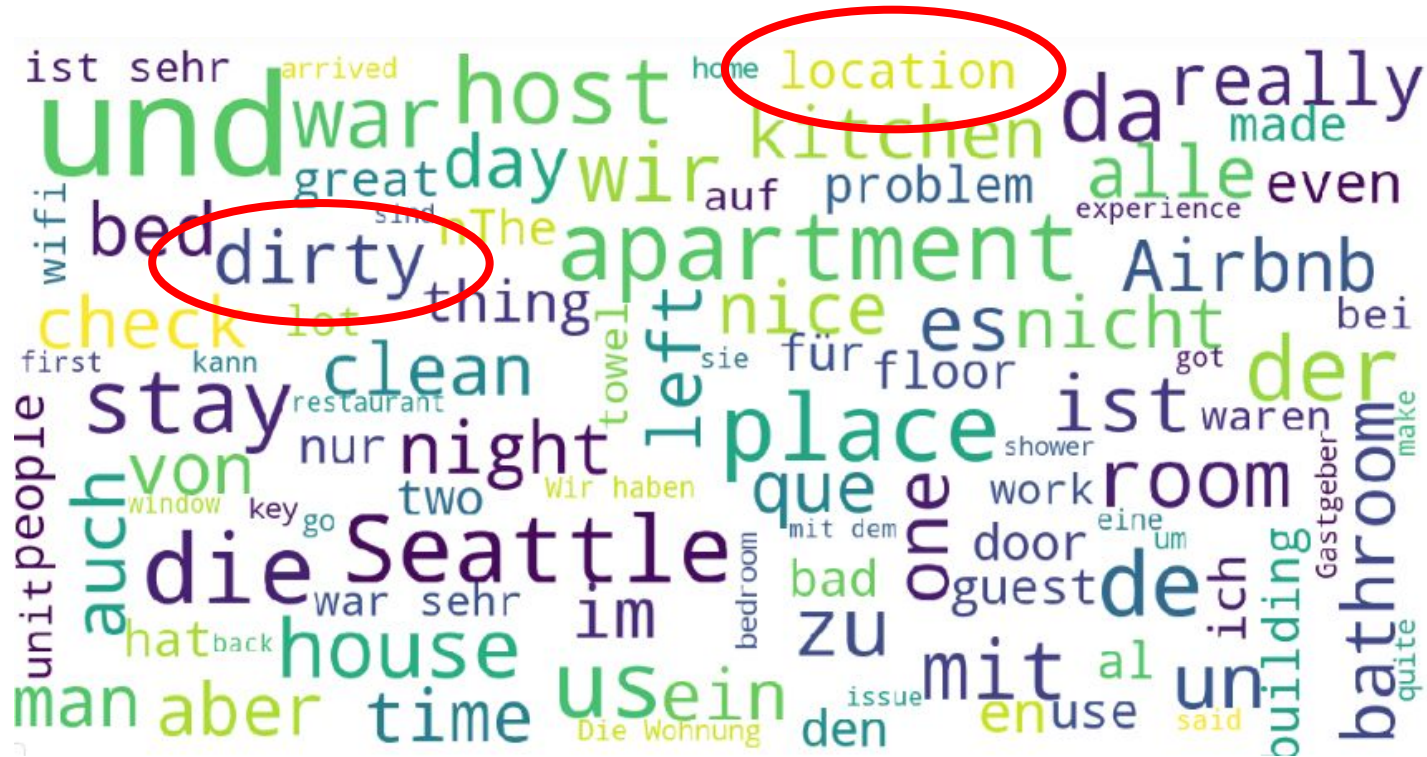 ist sehr arrived host home location da really
und war kitchen made
great day wir auf problem alle even
wifi bed sind nThe experience
dirty apartment Airbnb
check lot thing towel left nice es nicht bei
first kann clean sie für floor got der
stay restaurant place ist waren make
people nur night shower bathroom
auch von two Wir haben que one work room Gastgeber
window key go Seattle mit dem door eine um
unit die war sehr im bedroom bad guest de ich building
hat back house zu quite
man aber time us ein issue mit al un
Die Wohnung den en use said